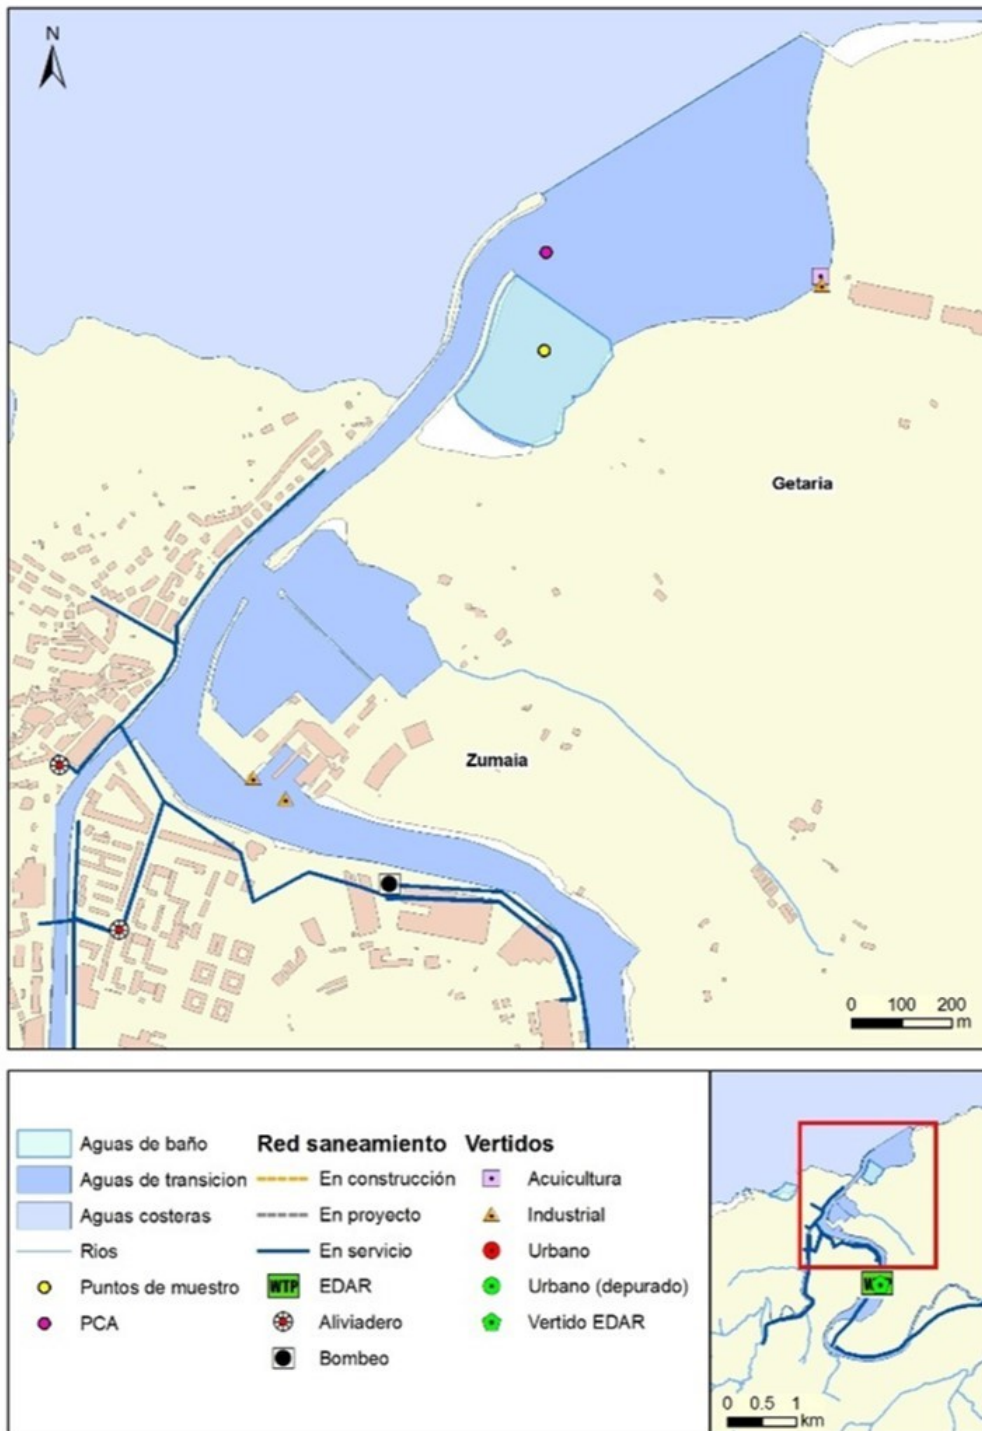 N
Getaria
Zumaia
0 100 200
m
Aguas de baño
Aguas de transicion
Aguas costeras
Rios
Puntos de muestro
PCA
Red saneamiento
En construcción
En proyecto
En servicio
WTP EDAR
Aliviadero
Bombeo
Vertidos
Acuicultura
Industrial
Urbano
Urbano (depurado)
Vertido EDAR
0 0.5 1
km